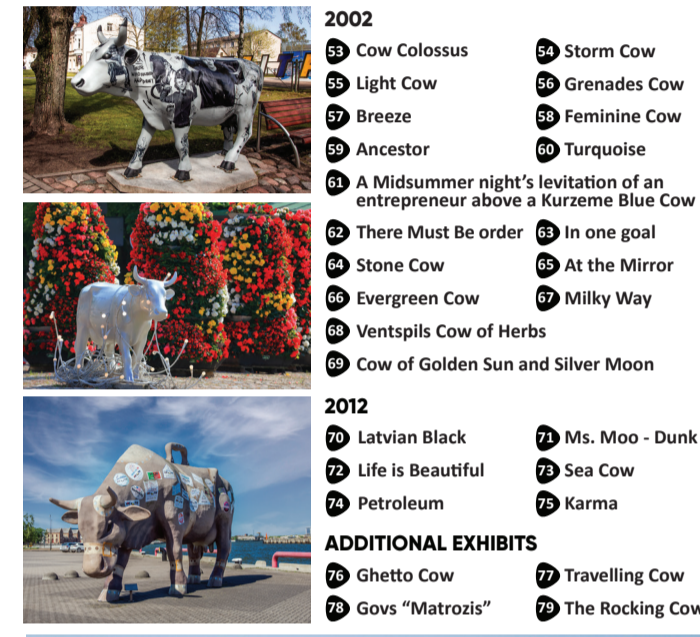 2002
53 Cow Colossus
54 Storm Cow
55 Light Cow
56 Grenades Cow
57 Breeze
58 Feminine Cow
59 Ancestor
60 Turquoise
61 A Midsummer night’s levitation of an
entrepreneur above a Kurzeme Blue Cow
62 There Must Be order
63 In one goal
64 Stone Cow
65 At the Mirror
66 Evergreen Cow
67 Milky Way
68 Ventspils Cow of Herbs
69 Cow of Golden Sun and Silver Moon
2012
70 Latvian Black
71 Ms. Moo - Dunk
72 Life is Beautiful
73 Sea Cow
74 Petroleum
75 Karma
ADDITIONAL EXHIBITS
76 Ghetto Cow
77 Travelling Cow
78 Govs “Matrozis”
79 The Rocking Cow